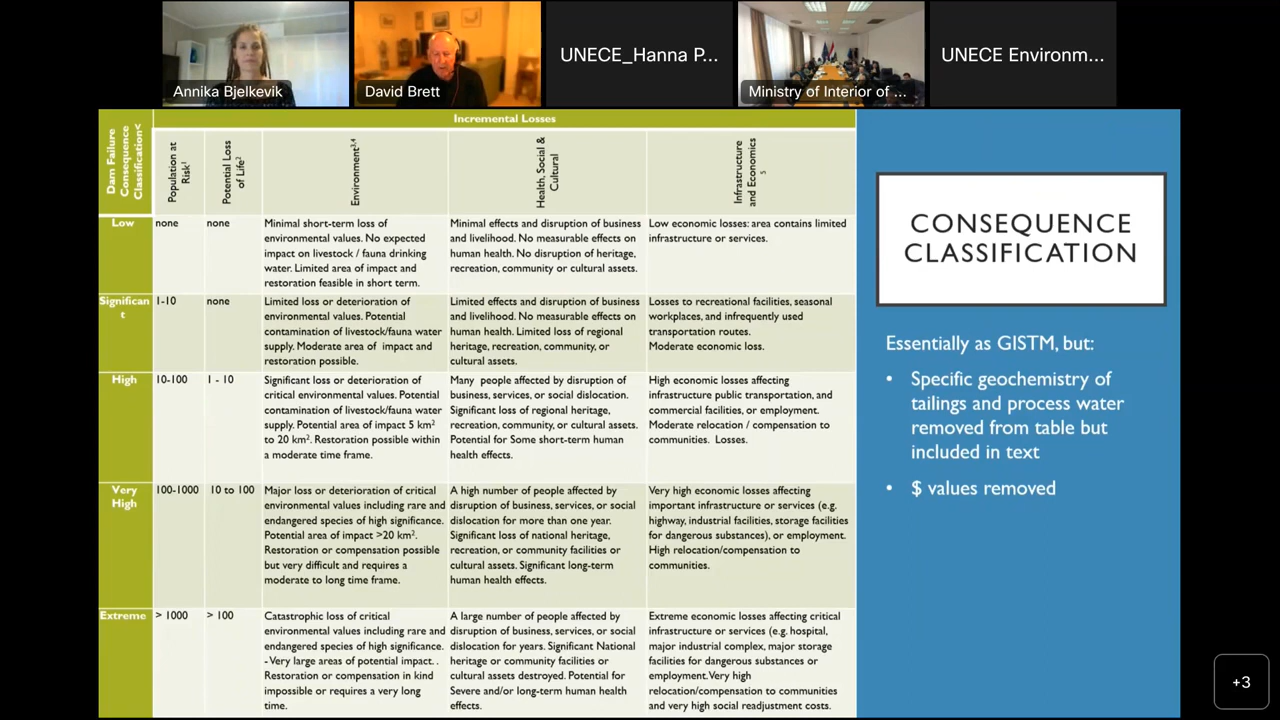 UNECE_Hanna P...
UNECE Environm...
Annika Bjelkevik
David Brett
Ministry of Interior of ...
Dam Failure
Consequence
Classification<
Incremental Losses
Population at
Risk1
Potential Loss
of Life2
Environment3,4
Health, Social &
Cultural
Infrastructure
and Economics
5
Low
none
none
Minimal short-term loss of
environmental values. No expected
impact on livestock / fauna drinking
water. Limited area of impact and
restoration feasible in short term.
Minimal effects and disruption of business
and livelihood. No measurable effects on
human health. No disruption of heritage,
recreation, community or cultural assets.
Low economic losses: area contains limited
infrastructure or services.
Significan
t
1-10
none
Limited loss or deterioration of
environmental values. Potential
contamination of livestock/fauna water
supply. Moderate area of impact and
restoration possible.
Limited effects and disruption of business
and livelihood. No measurable effects on
human health. Limited loss of regional
heritage, recreation, community, or
cultural assets.
Losses to recreational facilities, seasonal
workplaces, and infrequently used
transportation routes.
Moderate economic loss.
High
10-100
1 - 10
Significant loss or deterioration of
critical environmental values. Potential
contamination of livestock/fauna water
supply. Potential area of impact 5 km2
to 20 km2. Restoration possible within
a moderate time frame.
Many people affected by disruption of
business, services, or social dislocation.
Significant loss of regional heritage,
recreation, community, or cultural assets.
Potential for Some short-term human
health effects.
High economic losses affecting
infrastructure public transportation, and
commercial facilities, or employment.
Moderate relocation / compensation to
communities. Losses.
Very
High
100-1000
10 to 100
Major loss or deterioration of critical
environmental values including rare and
endangered species of high significance.
Potential area of impact >20 km2.
Restoration or compensation possible
but very difficult and requires a
moderate to long time frame.
A high number of people affected by
disruption of business, services, or social
dislocation for more than one year.
Significant loss of national heritage,
recreation, or community facilities or
cultural assets. Significant long-term
human health effects.
Very high economic losses affecting
important infrastructure or services (e.g.
highway, industrial facilities, storage facilities
for dangerous substances), or employment.
High relocation/compensation to
communities.
Extreme
> 1000
> 100
Catastrophic loss of critical
environmental values including rare and
endangered species of high significance.
- Very large areas of potential impact. .
Restoration or compensation in kind
impossible or requires a very long
time.
A large number of people affected by
disruption of business, services, or social
dislocation for years. Significant National
heritage or community facilities or
cultural assets destroyed. Potential for
Severe and/or long-term human health
effects.
Extreme economic losses affecting critical
infrastructure or services (e.g. hospital,
major industrial complex, major storage
facilities for dangerous substances or
employment. Very high
relocation/compensation to communities
and very high social readjustment costs.
CONSEQUENCE
CLASSIFICATION
Essentially as GISTM, but:
• Specific geochemistry of
tailings and process water
removed from table but
included in text
• $ values removed
+3